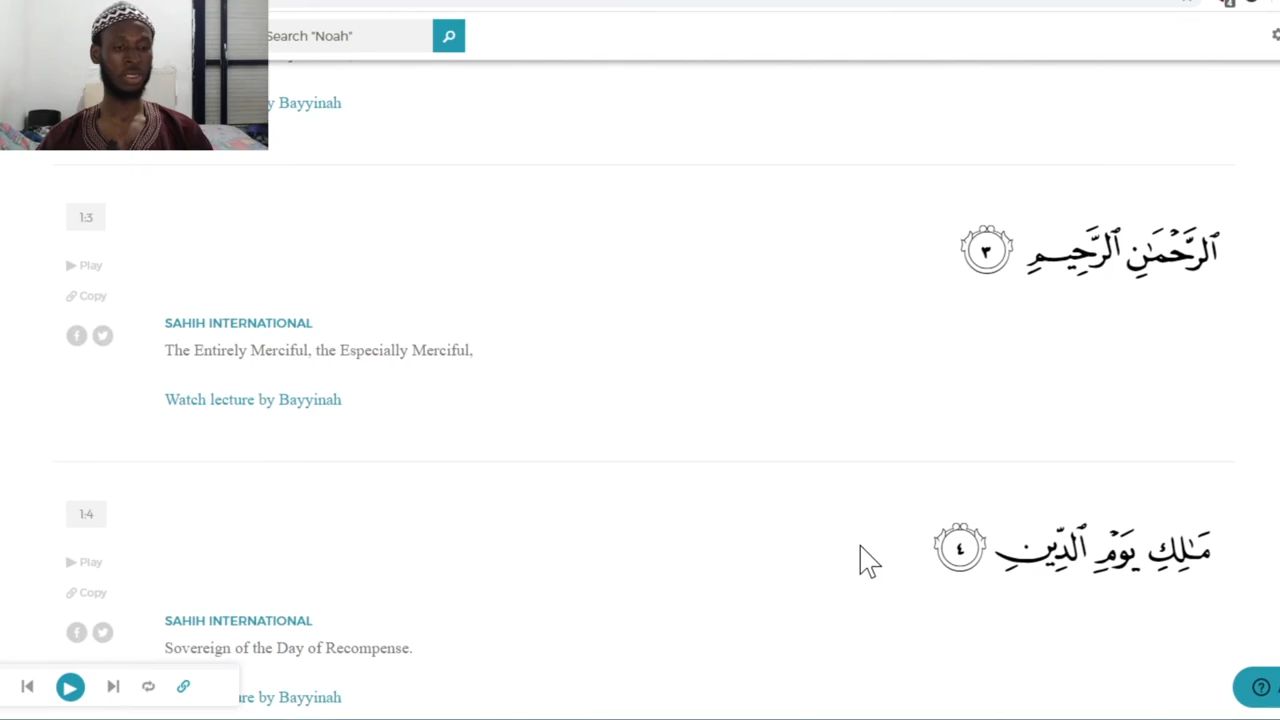 Search "Noah"
y Bayyinah
1:3
ٱلرَّحْمَـٰنِ ٱلرَّحِيمِ ٣
Play
Copy
SAHIH INTERNATIONAL
The Entirely Merciful, the Especially Merciful,
Watch lecture by Bayyinah
1:4
مَـٰلِكِ يَوْمِ ٱلدِّينِ ٤
Play
Copy
SAHIH INTERNATIONAL
Sovereign of the Day of Recompense.
ure by Bayyinah